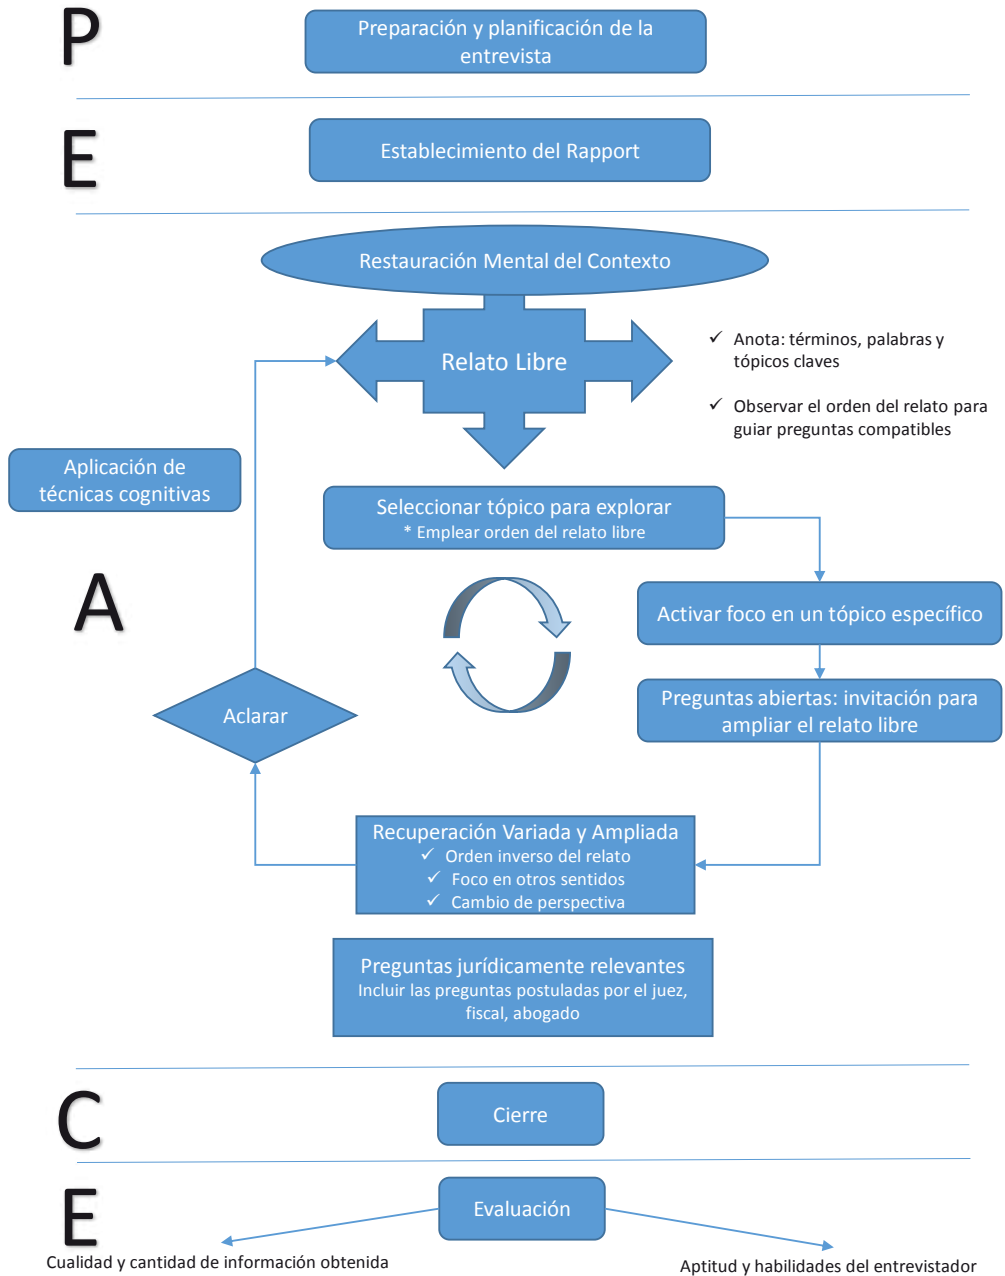 P
Preparación y planificación de la
entrevista
E
Establecimiento del Rapport
Restauración Mental del Contexto
Relato Libre
✓ Anota: términos, palabras y
tópicos claves
✓ Observar el orden del relato para
guiar preguntas compatibles
Aplicación de
técnicas cognitivas
Seleccionar tópico para explorar
* Emplear orden del relato libre
A
Activar foco en un tópico específico
Preguntas abiertas: invitación para
ampliar el relato libre
Aclarar
Recuperación Variada y Ampliada
✓ Orden inverso del relato
✓ Foco en otros sentidos
✓ Cambio de perspectiva
Preguntas jurídicamente relevantes
Incluir las preguntas postuladas por el juez,
fiscal, abogado
C
Cierre
E
Evaluación
Cualidad y cantidad de información obtenida
Aptitud y habilidades del entrevistador